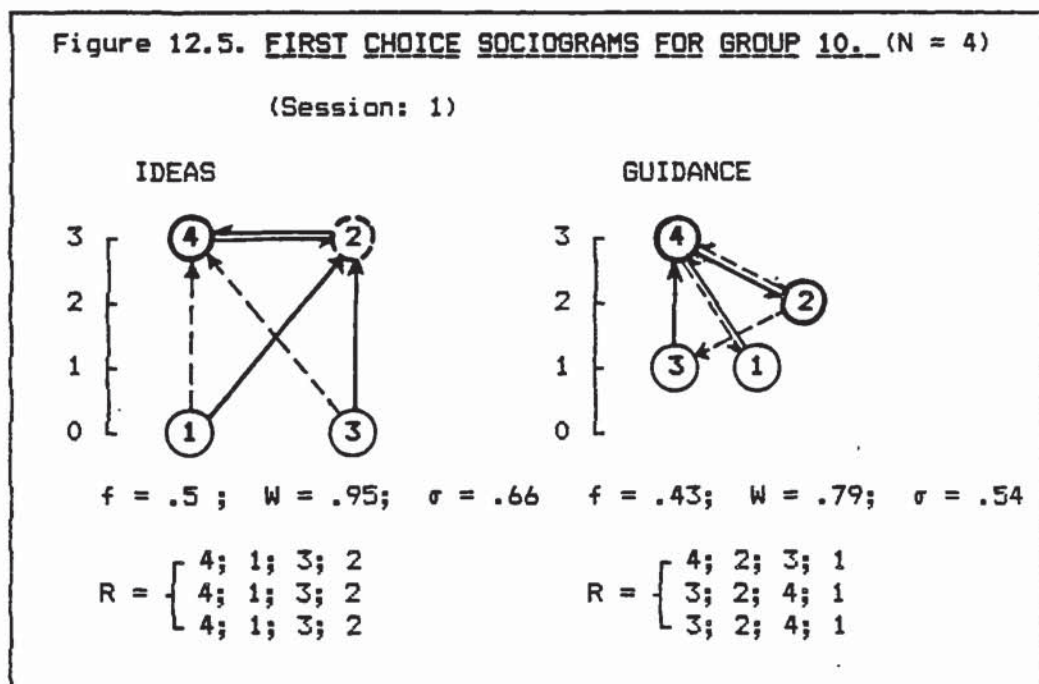 Figure 12.5. FIRST CHOICE SOCIOGRAMS FOR GROUP 10. (N = 4)
(Session: 1)
IDEAS
3
2
1
0
4
2
1
3
f = .5 ; W = .95; σ = .66
R = { 4; 1; 3; 2
4; 1; 3; 2
4; 1; 3; 2
GUIDANCE
3
2
1
0
4
2
3
1
f = .43; W = .79; σ = .54
R = { 4; 2; 3; 1
3; 2; 4; 1
3; 2; 4; 1